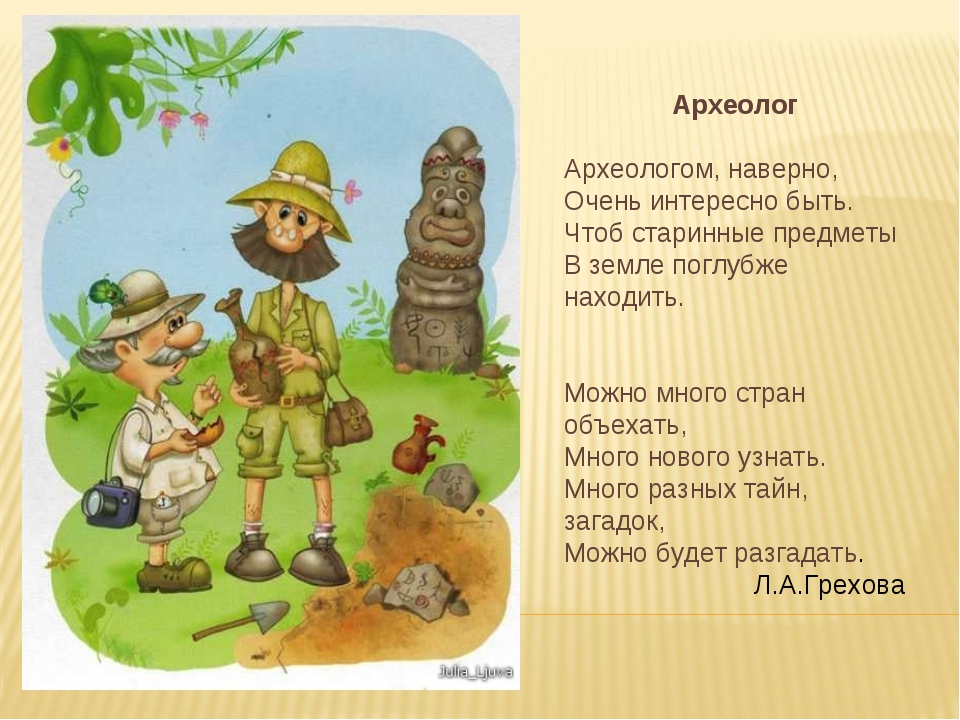 Археолог
Археологом, наверно,
Очень интересно быть.
Чтоб старинные предметы
В земле поглубже
находить.
Можно много стран
объехать,
Много нового узнать.
Много разных тайн,
загадок,
Можно будет разгадать.
Л.А.Грехова
Julia_Ljuva